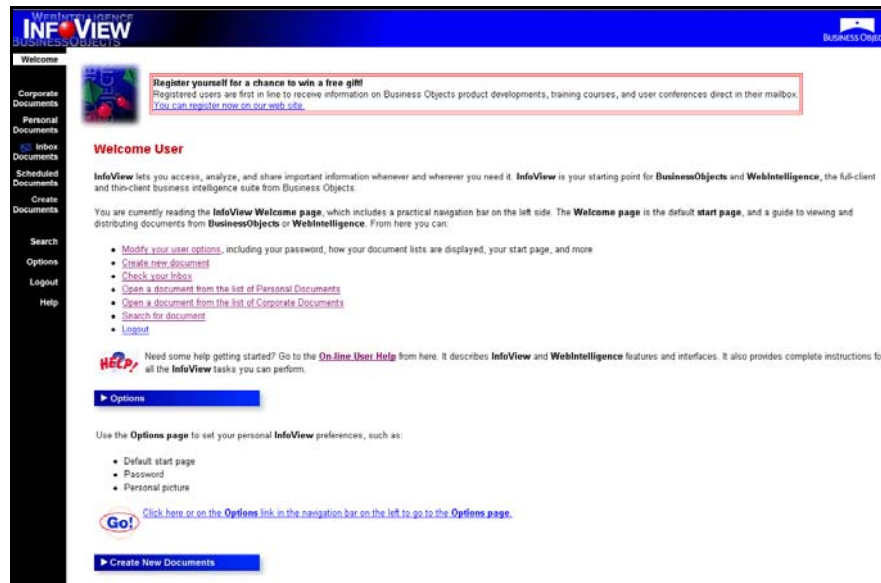 WEBINTELLIGENCE
INFOVIEW
BUSINESSOBJECTS
Welcome
Corporate
Documents
Personal
Documents
Inbox
Documents
Scheduled
Documents
Create
Documents
Search
Options
Logout
Help
Register yourself for a chance to win a free gift!
Registered users are first in line to receive information on Business Objects product developments, training courses, and user conferences direct in their mailbox.
You can register now on our web site.
Welcome User
InfoView lets you access, analyze, and share important information whenever and wherever you need it. InfoView is your starting point for BusinessObjects and WebIntelligence, the full-client
and thin-client business intelligence suite from Business Objects.
You are currently reading the InfoView Welcome page, which includes a practical navigation bar on the left side. The Welcome page is the default start page, and a guide to viewing and
distributing documents from BusinessObjects or WebIntelligence. From here you can:
• Modify your user options, including your password, how your document lists are displayed, your start page, and more
• Create new document
• Check your Inbox
• Open a document from the list of Personal Documents
• Open a document from the list of Corporate Documents
• Search for document
• Logout
HELP! Need some help getting started? Go to the On-line User Help from here. It describes InfoView and WebIntelligence features and interfaces. It also provides complete instructions fo
all the InfoView tasks you can perform.
Options
Use the Options page to set your personal InfoView preferences, such as:
• Default start page
• Password
• Personal picture
Go! Click here or on the Options link in the navigation bar on the left to go to the Options page.
Create New Documents